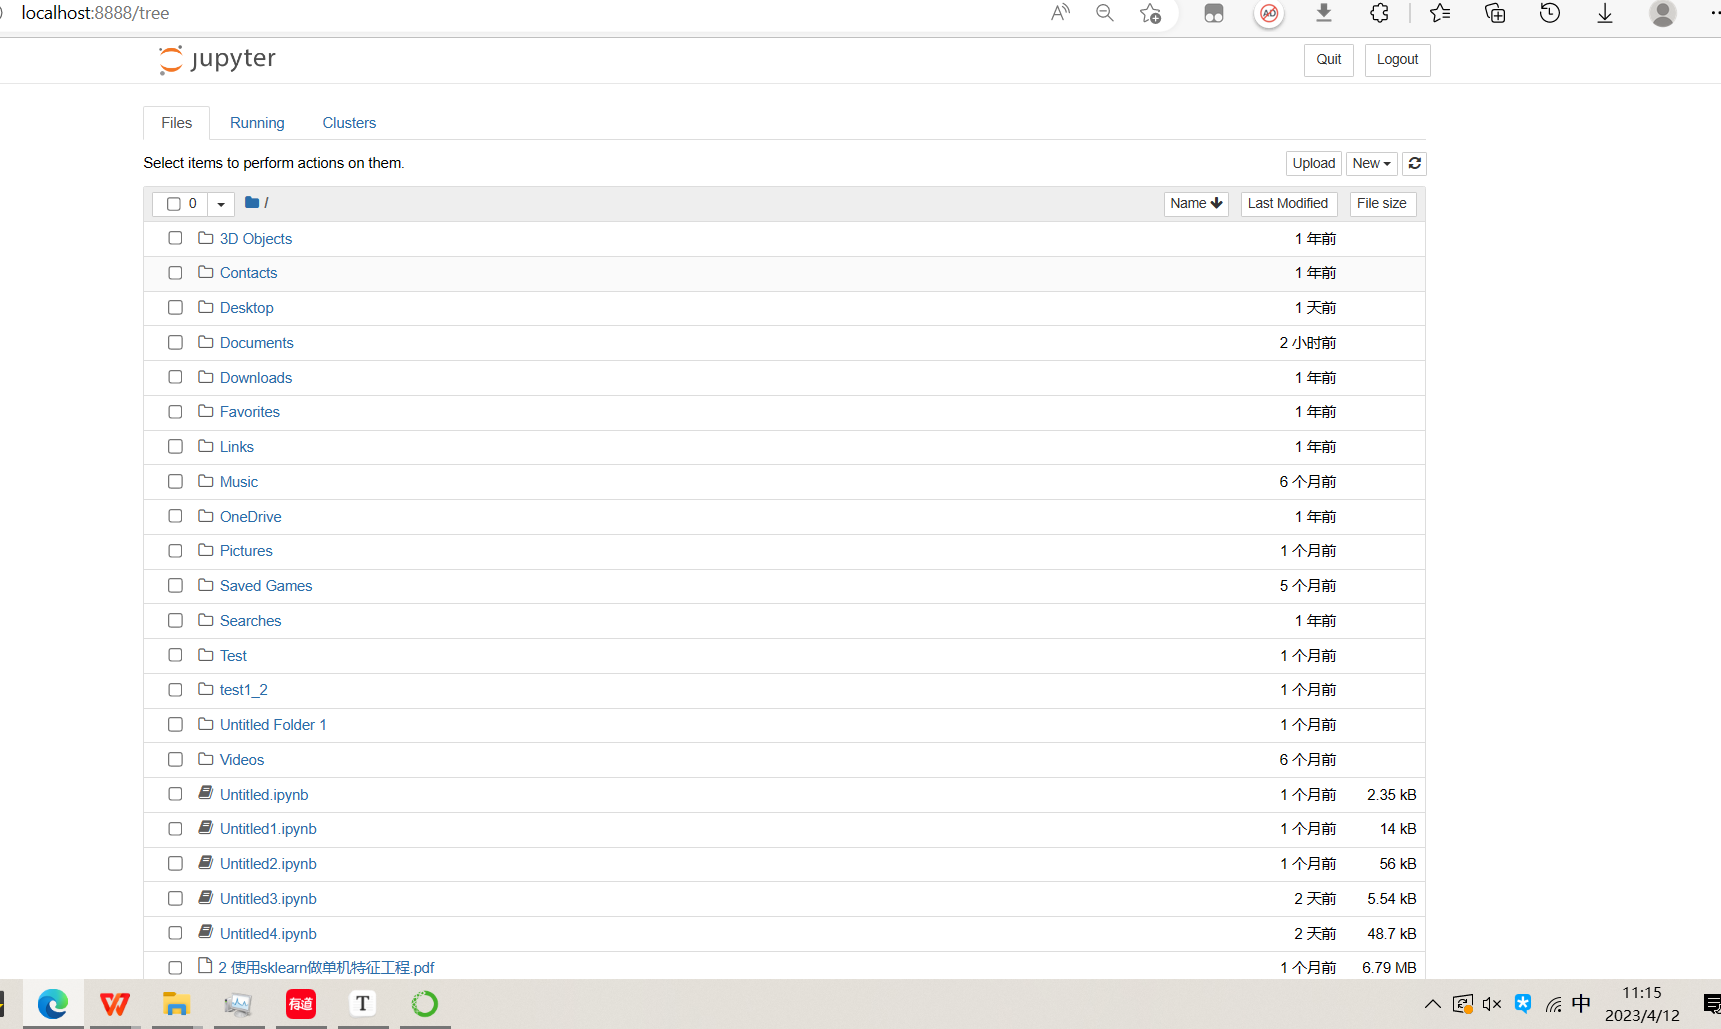 localhost:8888/tree
jupyter
Quit
Logout
Files
Running
Clusters
Select items to perform actions on them.
Upload
New
0
/
Name
Last Modified
File size
3D Objects 1 年前
Contacts 1 年前
Desktop 1 天前
Documents 2 小时前
Downloads 1 年前
Favorites 1 年前
Links 1 年前
Music 6 个月前
OneDrive 1 年前
Pictures 1 个月前
Saved Games 5 个月前
Searches 1 年前
Test 1 个月前
test1_2 1 个月前
Untitled Folder 1 1 个月前
Videos 6 个月前
Untitled.ipynb 1 个月前 2.35 kB
Untitled1.ipynb 1 个月前 14 kB
Untitled2.ipynb 1 个月前 56 kB
Untitled3.ipynb 2 天前 5.54 kB
Untitled4.ipynb 2 天前 48.7 kB
2 使用sklearn做单机特征工程.pdf 1 个月前 6.79 MB
有道
T
中
11:15
2023/4/12